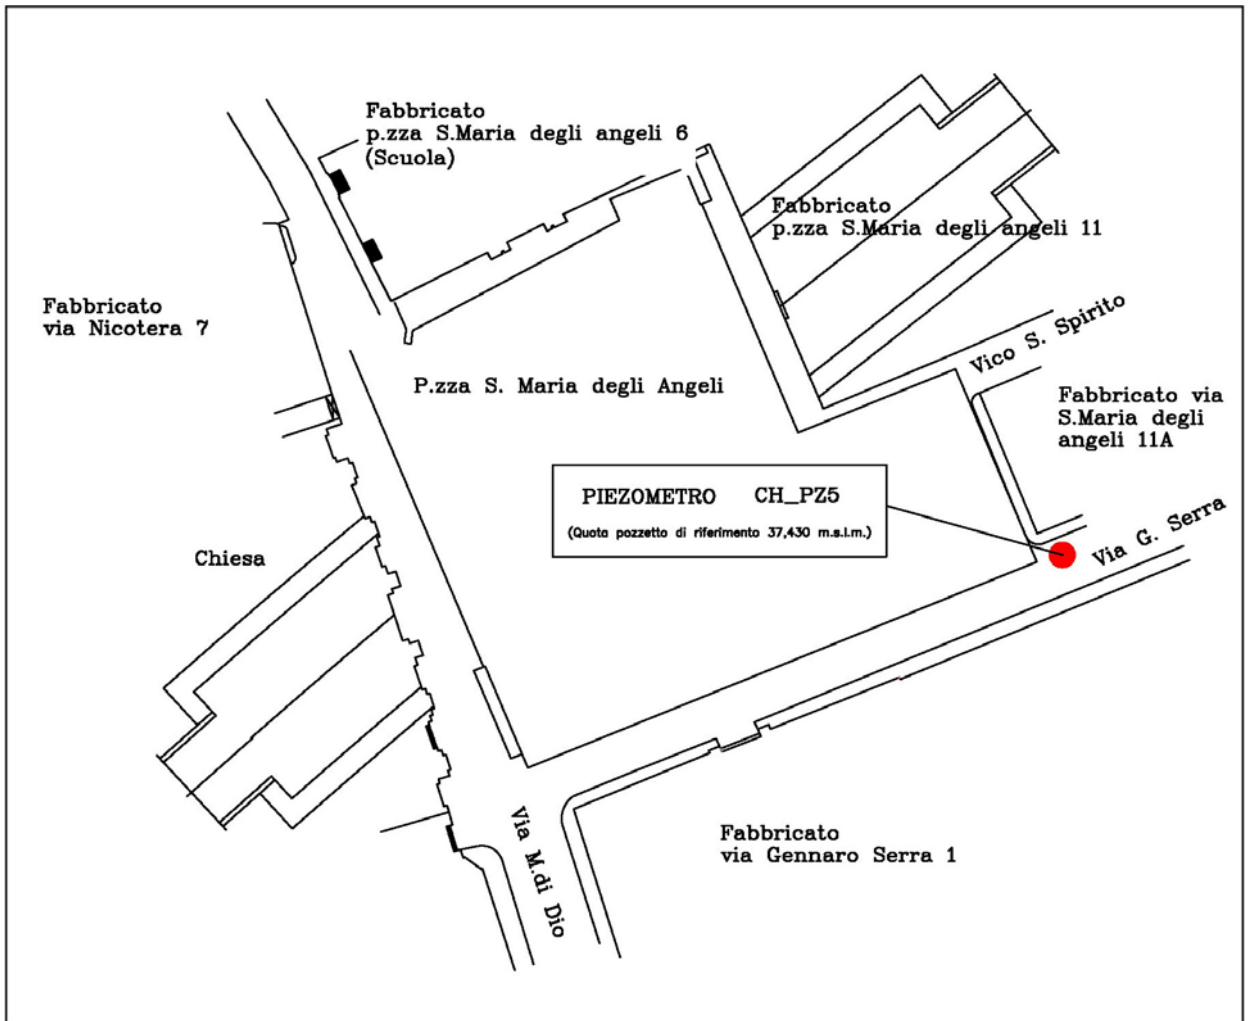 Fabbricato
p.zza S.Maria degli angeli 6
(Scuola)
Fabbricato
p.zza S.Maria degli angeli 11
Fabbricato
via Nicotera 7
Vico S. Spirito
P.zza S. Maria degli Angeli
Fabbricato via
S.Maria degli
angeli 11A
PIEZOMETRO CH_PZ5
(Quota pozzetto di riferimento 37,430 m.s.l.m.)
Via G. Serra
Chiesa
Via M.di Dio
Fabbricato
via Gennaro Serra 1